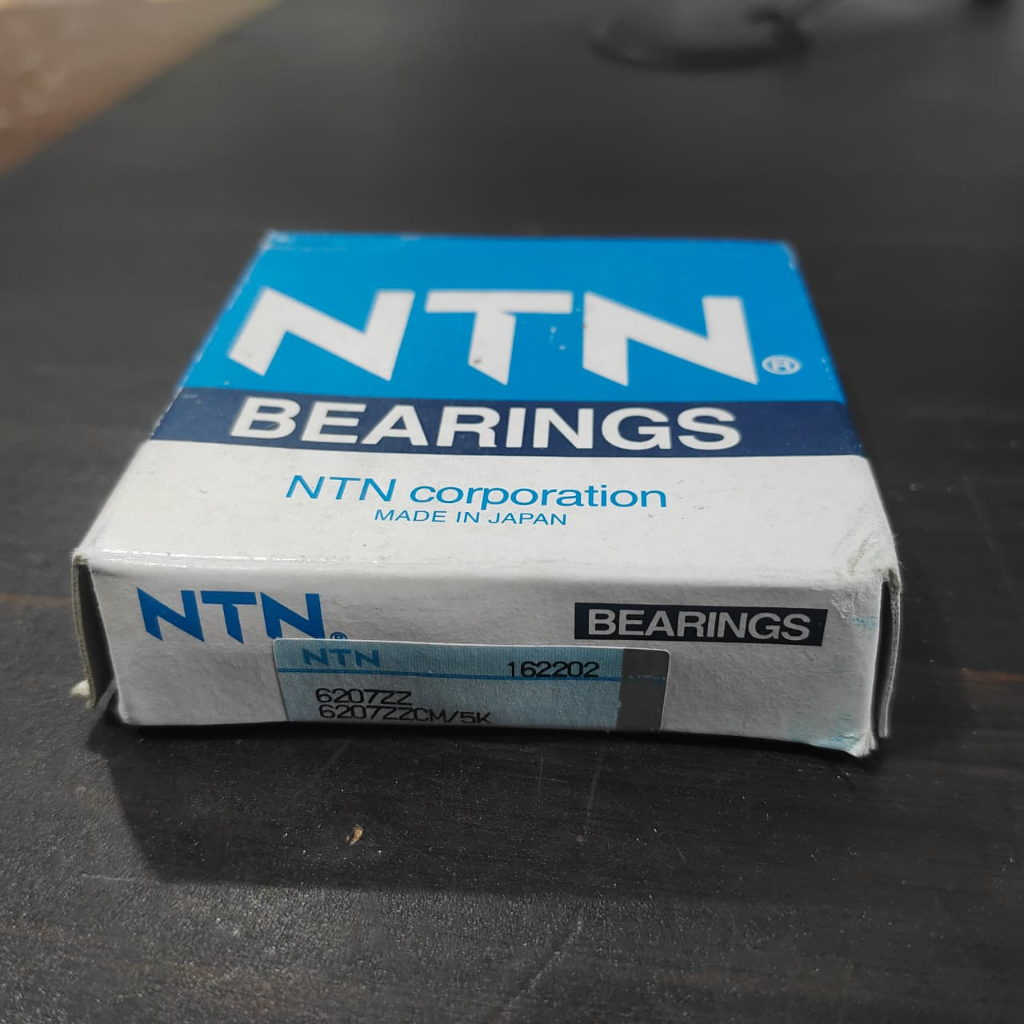 NTN®
BEARINGS
NTN corporation
MADE IN JAPAN
NTN®
BEARINGS
NTN
162202
6207ZZ
6207ZZCM/5K